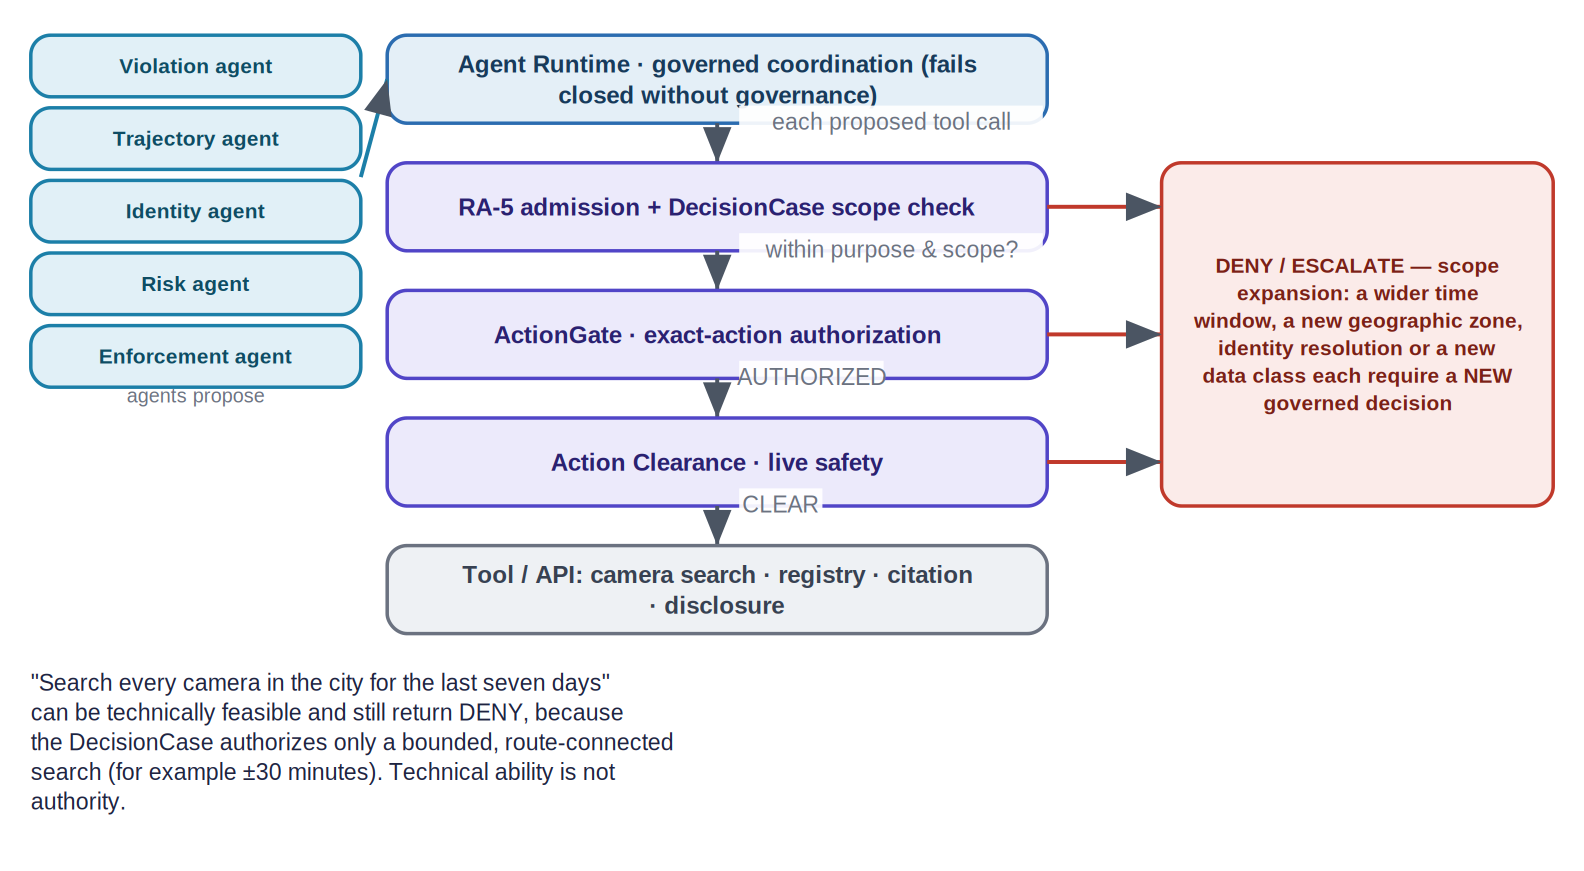 Violation agent
Trajectory agent
Identity agent
Risk agent
Enforcement agent
agents propose
Agent Runtime · governed coordination (fails
closed without governance)
each proposed tool call
RA-5 admission + DecisionCase scope check
within purpose & scope?
ActionGate · exact-action authorization
AUTHORIZED
Action Clearance · live safety
CLEAR
Tool / API: camera search · registry · citation
· disclosure
DENY / ESCALATE — scope
expansion: a wider time
window, a new geographic zone,
identity resolution or a new
data class each require a NEW
governed decision
"Search every camera in the city for the last seven days"
can be technically feasible and still return DENY, because
the DecisionCase authorizes only a bounded, route-connected
search (for example ±30 minutes). Technical ability is not
authority.